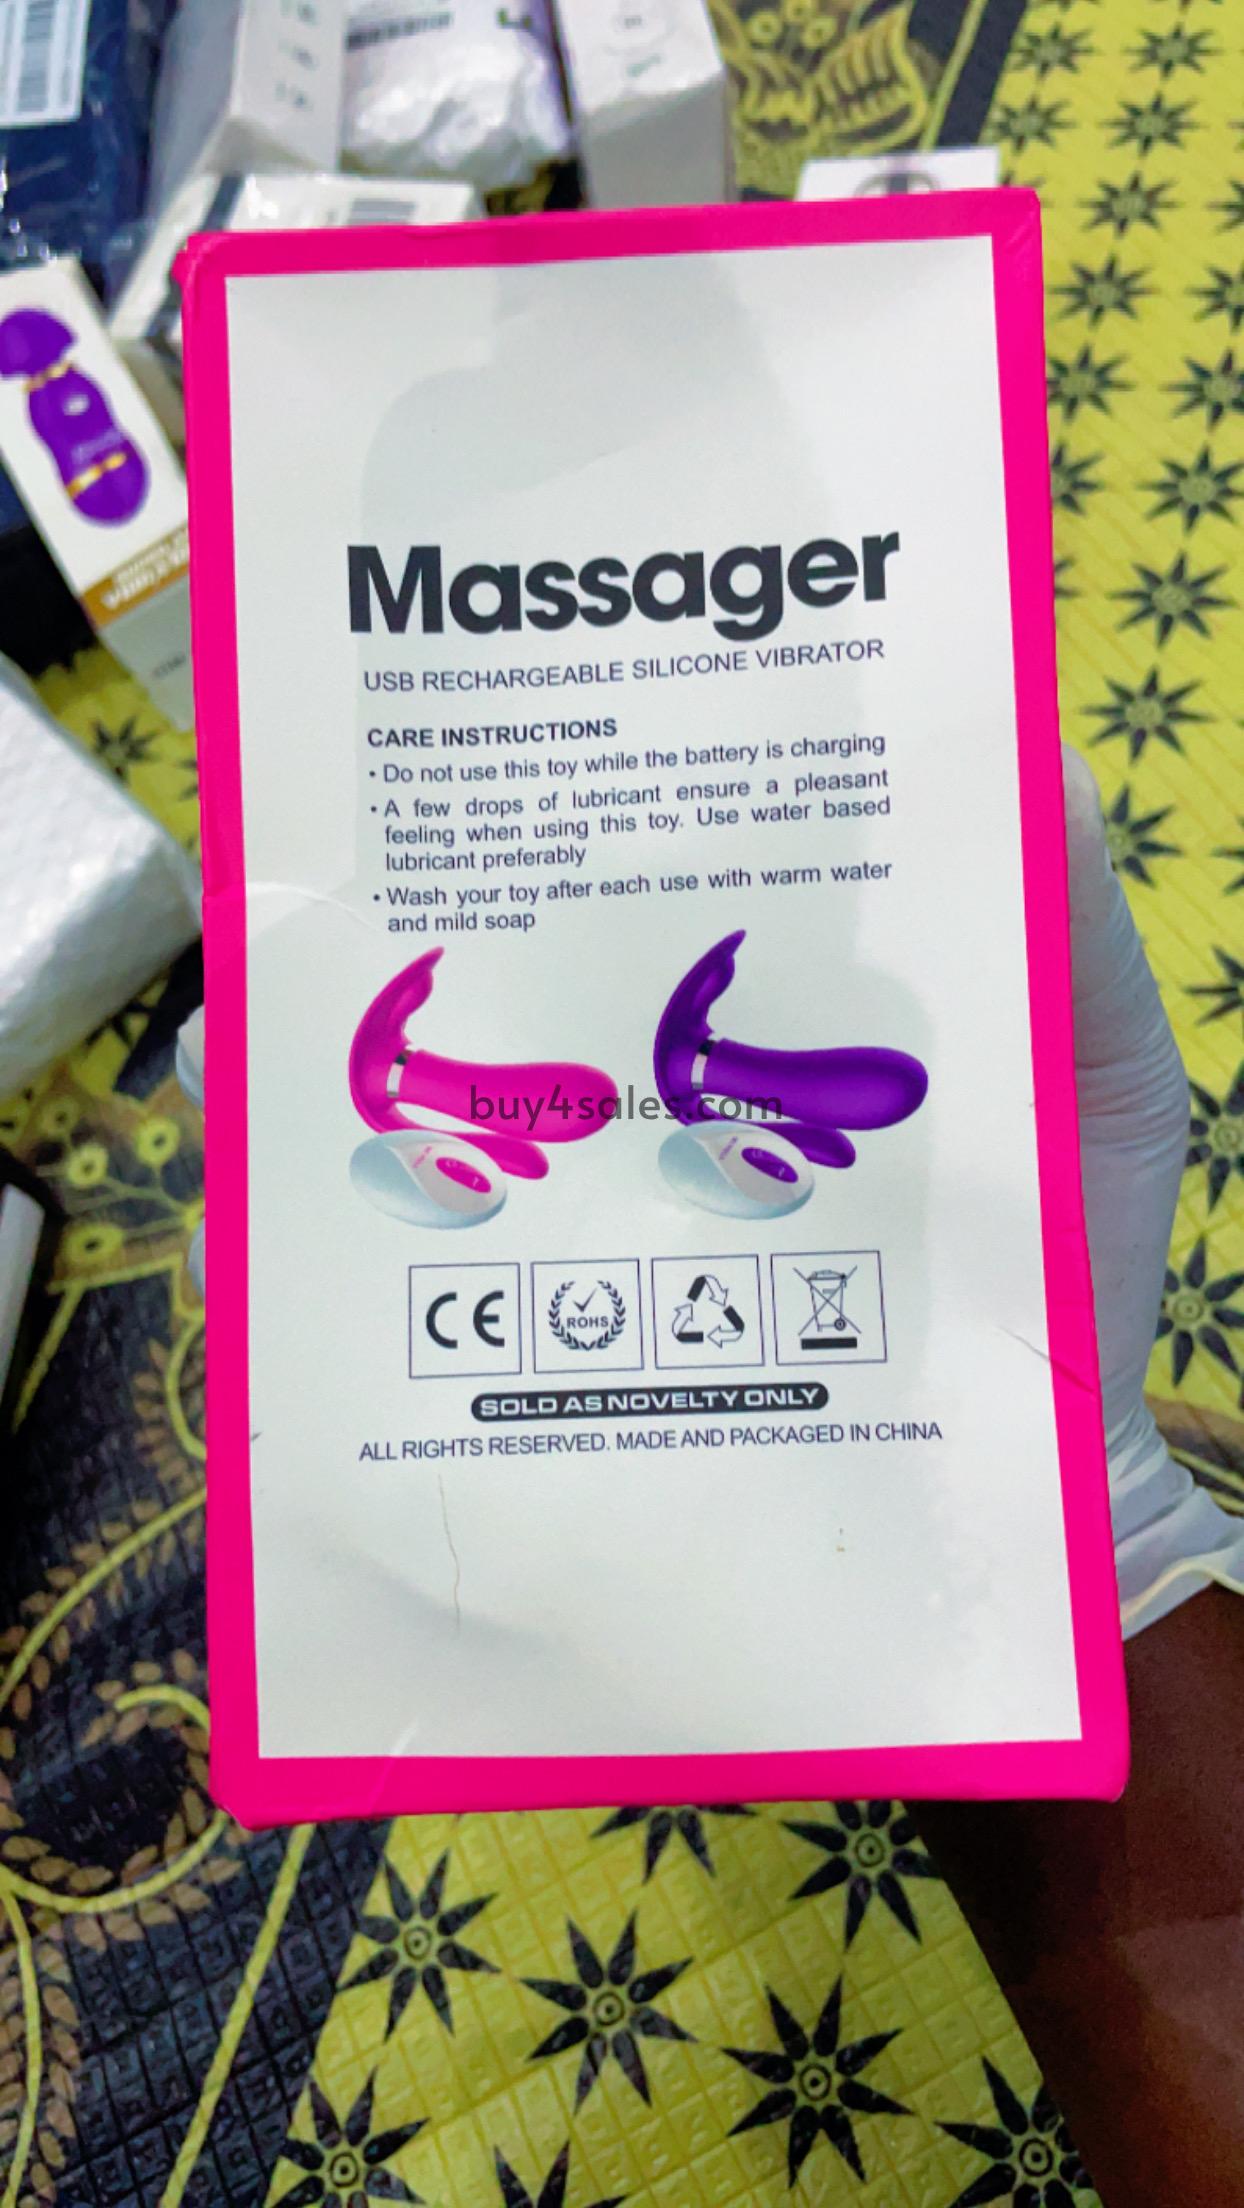 Massager
USB RECHARGEABLE SILICONE VIBRATOR
CARE INSTRUCTIONS
• Do not use this toy while the battery is charging
• A few drops of lubricant ensure a pleasant
feeling when using this toy. Use water based
lubricant preferably
• Wash your toy after each use with warm water
and mild soap
buy4sales.com
CE
ROHS
SOLD AS NOVELTY ONLY
ALL RIGHTS RESERVED. MADE AND PACKAGED IN CHINA